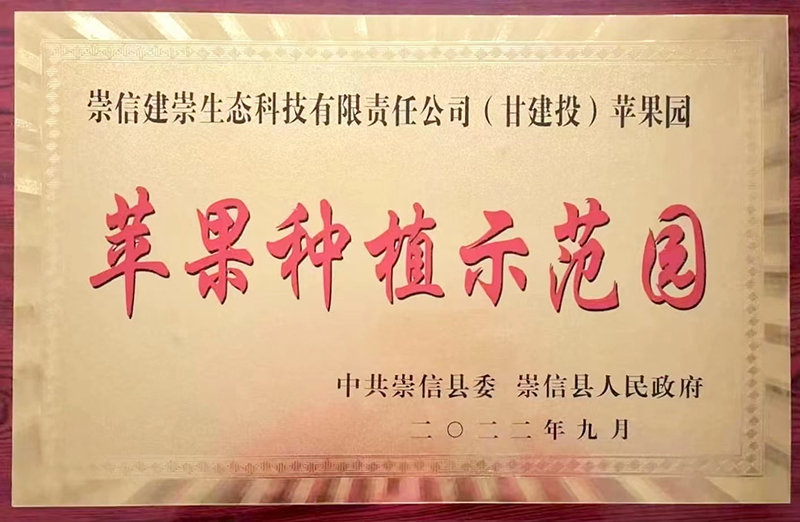 崇信建崇生态科技有限责任公司（甘建投）苹果园
苹果种植示范园
中共崇信县委 崇信县人民政府
二〇二二年九月